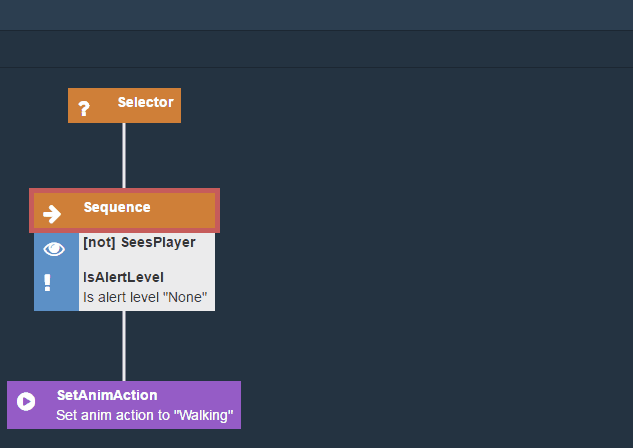 Selector
Sequence
[not] SeesPlayer
IsAlertLevel
Is alert level "None"
SetAnimAction
Set anim action to "Walking"